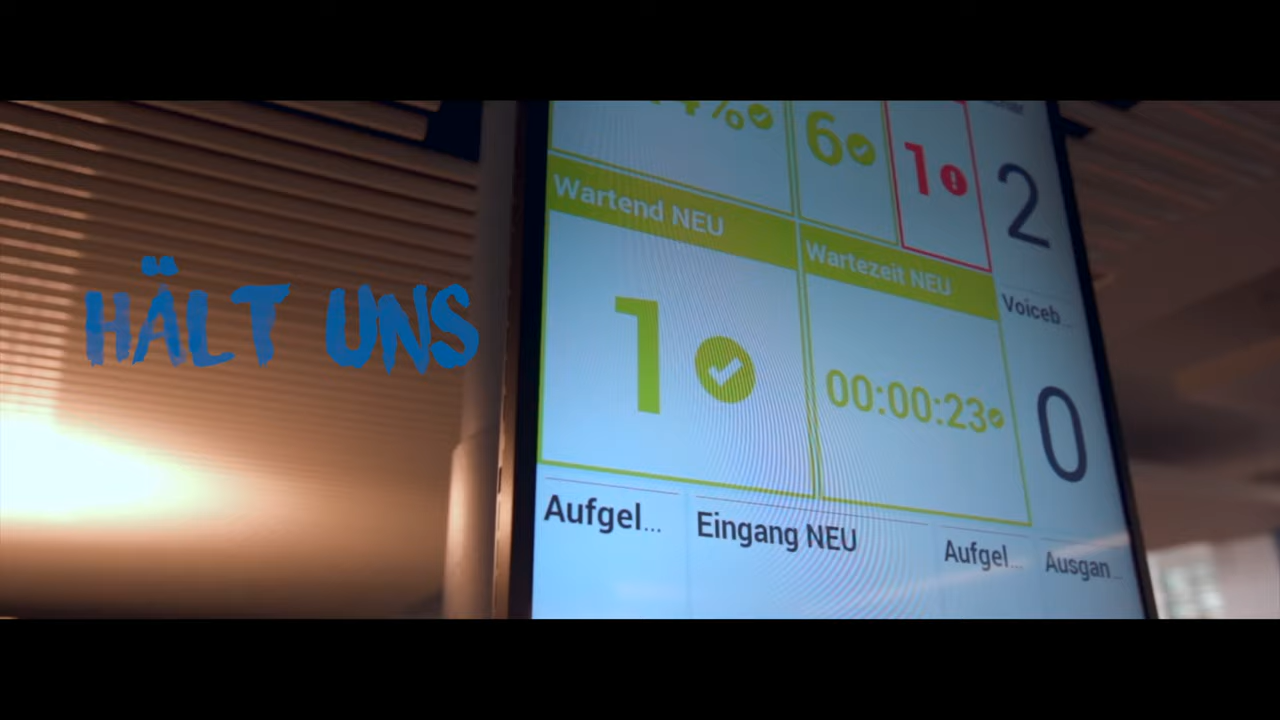 HÄLT UNS
4%
6
1
2
Wartend NEU
Wartezeit NEU
Voiceb...
1
00:00:23
0
Aufgel...
Eingang NEU
Aufgel...
Ausgan...